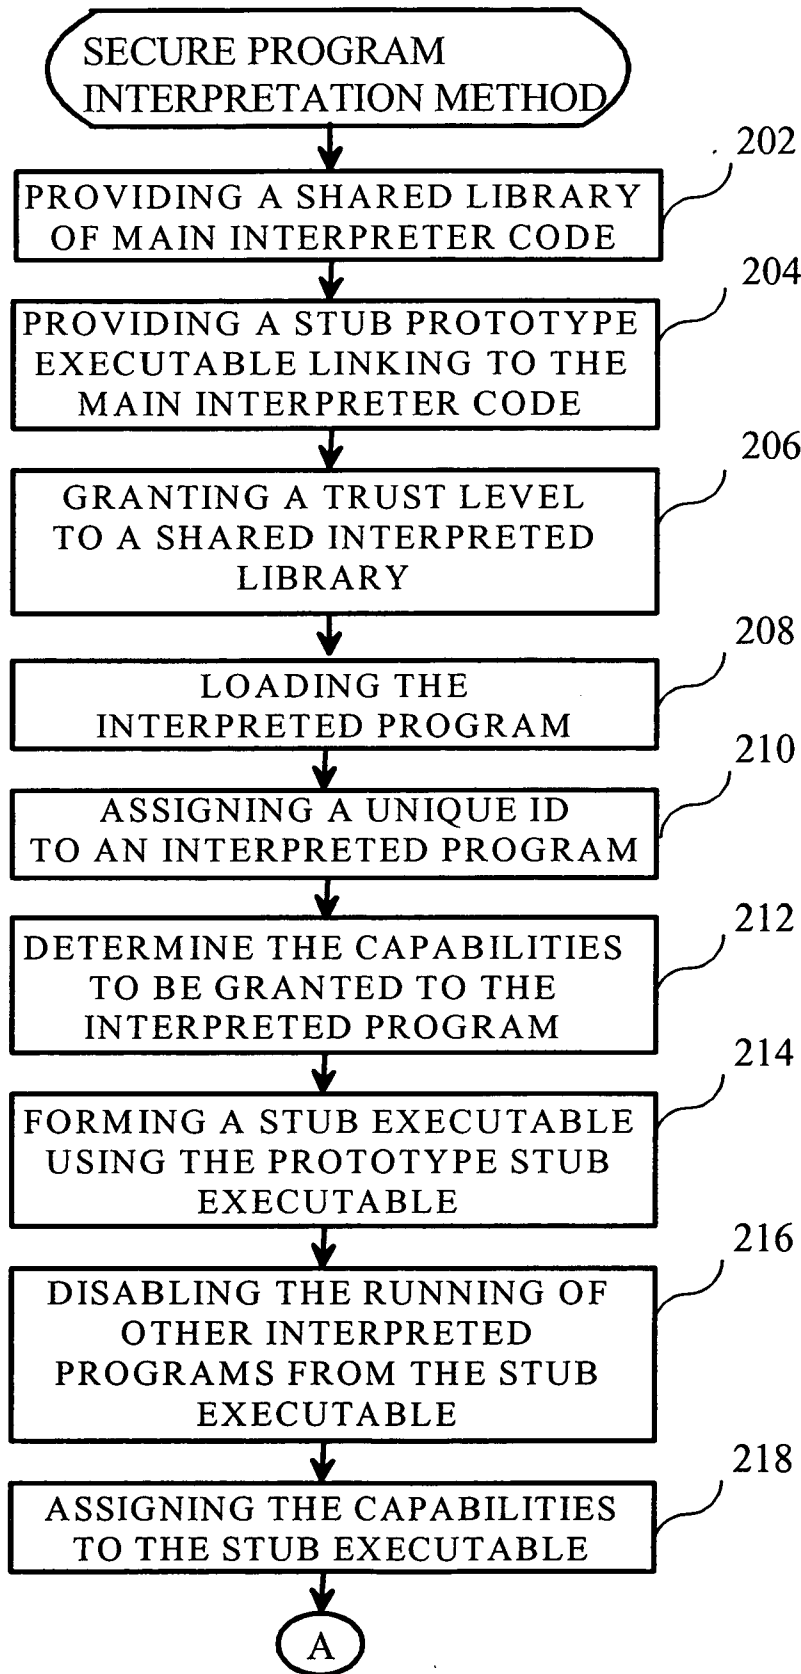 SECURE PROGRAM
INTERPRETATION METHOD
202
PROVIDING A SHARED LIBRARY
OF MAIN INTERPRETER CODE
204
PROVIDING A STUB PROTOTYPE
EXECUTABLE LINKING TO THE
MAIN INTERPRETER CODE
206
GRANTING A TRUST LEVEL
TO A SHARED INTERPRETED
LIBRARY
208
LOADING THE
INTERPRETED PROGRAM
210
ASSIGNING A UNIQUE ID
TO AN INTERPRETED PROGRAM
212
DETERMINE THE CAPABILITIES
TO BE GRANTED TO THE
INTERPRETED PROGRAM
214
FORMING A STUB EXECUTABLE
USING THE PROTOTYPE STUB
EXECUTABLE
216
DISABLING THE RUNNING OF
OTHER INTERPRETED
PROGRAMS FROM THE STUB
EXECUTABLE
218
ASSIGNING THE CAPABILITIES
TO THE STUB EXECUTABLE
A